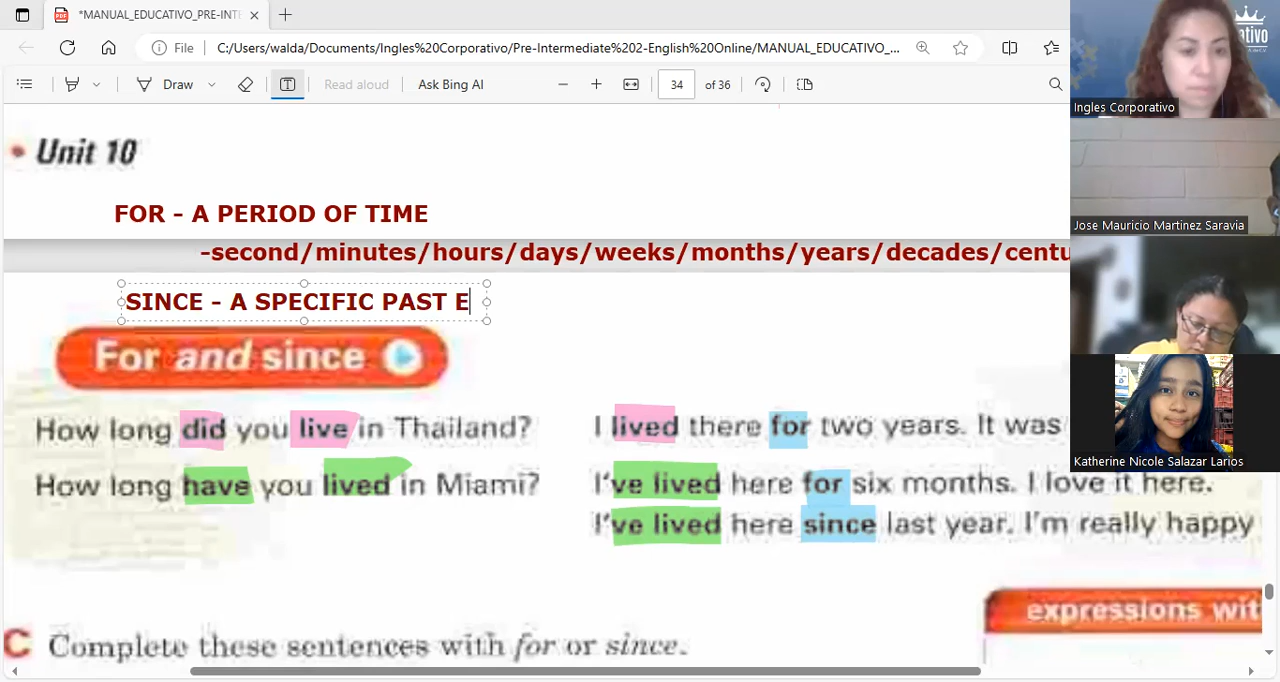 *MANUAL_EDUCATIVO_PRE-INTE
File
C:/Users/walda/Documents/Ingles%20Corporativo/Pre-Intermediate%202-English%20Online/MANUAL_EDUCATIVO_...
Draw
Read aloud
Ask Bing AI
34
of 36
Ingles Corporativo
Jose Mauricio Martínez Saravia
Katherine Nicole Salazar Larios
• Unit 10
FOR - A PERIOD OF TIME
-second/minutes/hours/days/weeks/months/years/decades/centu
SINCE - A SPECIFIC PAST E
For and since
How long did you live in Thailand?
I lived there for two years. It was
How long have you lived in Miami?
I've lived here for six months. I love it here.
I've lived here since last year. I'm really happy
expressions wit
C Complete these sentences with for or since.